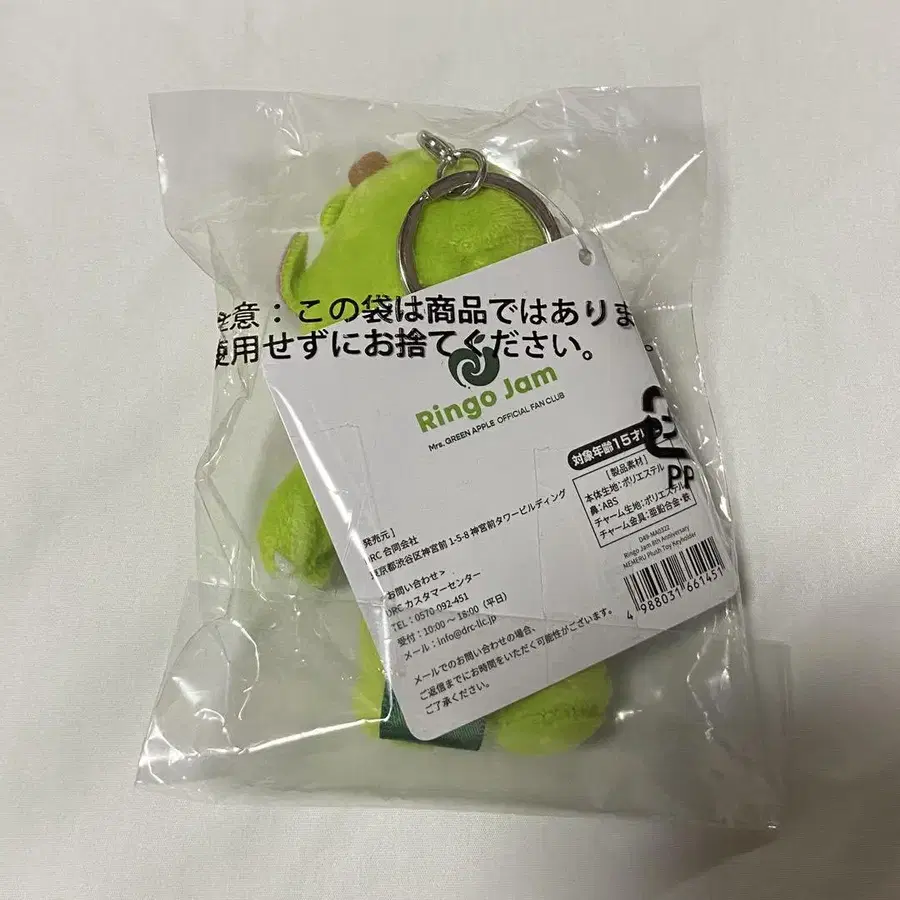 注意：この袋は商品ではありま
使用せずにお捨てください。
Ringo Jam
Mrs. GREEN APPLE OFFICIAL FAN CLUB
対象年齢15才
[製品素材]
本体生地：ポリエステル
鼻：ABS
チャーム生地：ポリエステル
チャーム金具：亜鉛合金・鉄
PP
D49-MA0322
Ringo Jam 8th Anniversary
MEMERU Plush Toy Keyholder
4 988031 661451
発売元]
DRC 合同会社
東京都渋谷区神宮前 1-5-8 神宮前タワービルディング
お問い合わせ>
DRC カスタマーセンター
TEL：0570-092-451
受付：10:00 ～ 18:00（平日）
メール：info@drc-llc.jp
メールでのお問い合わせの場合、
ご返信までにお時間をいただく可能性がございます。
ご了承ください。